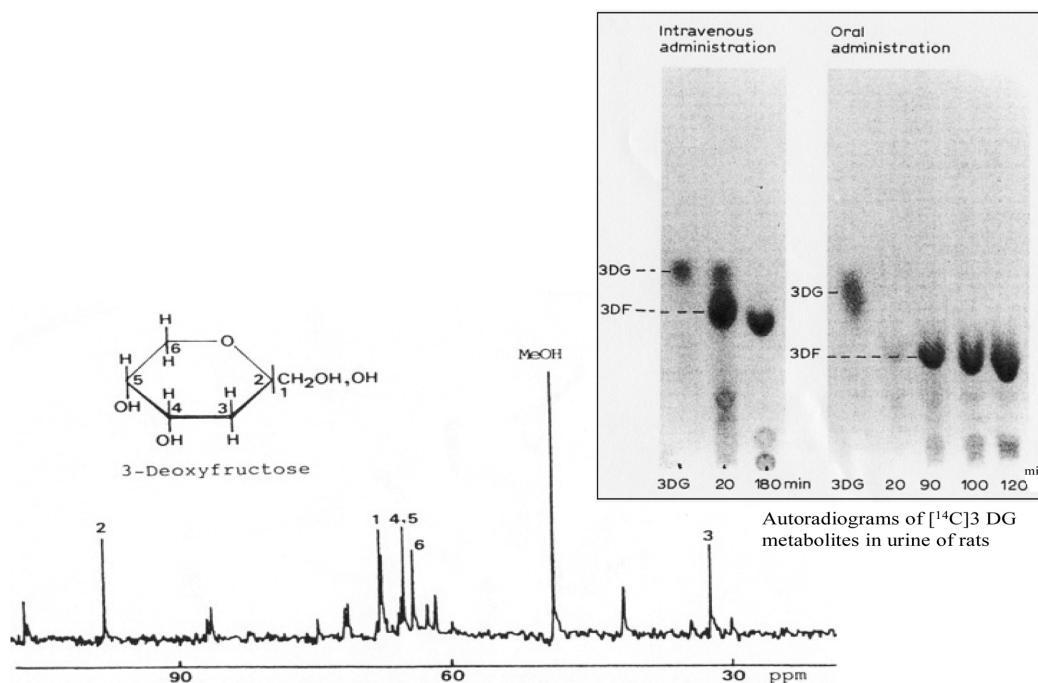 Intravenous
administration
Oral
administration
3DG
3DF
3DG
3DF
3DG 20 180 min
3DG 20 90 100 120 mi
Autoradiograms of [¹⁴C]3 DG
metabolites in urine of rats
H
6
H
O
H
5
OH
H
4
OH
H
3
H
2
1
CH₂OH,OH
3-Deoxyfructose
MeOH
2
1
4,5
6
3
90 60 30 ppm